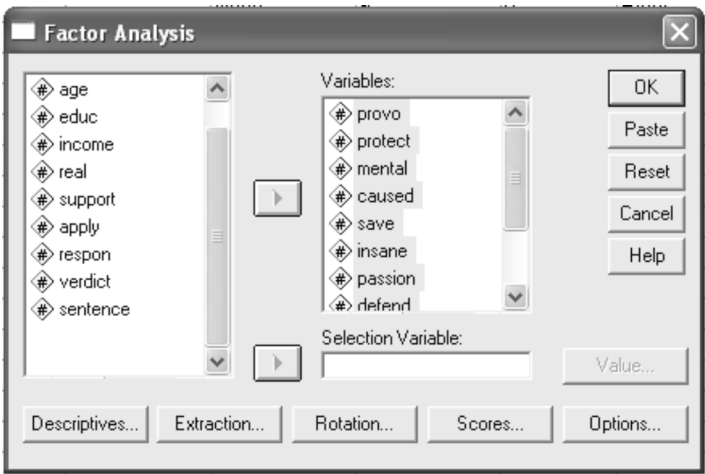 Factor Analysis
age
educ
income
real
support
apply
respon
verdict
sentence
Variables:
provo
protect
mental
caused
save
insane
passion
defend
Selection Variable:
OK
Paste
Reset
Cancel
Help
Value...
Descriptives...
Extraction...
Rotation...
Scores...
Options...